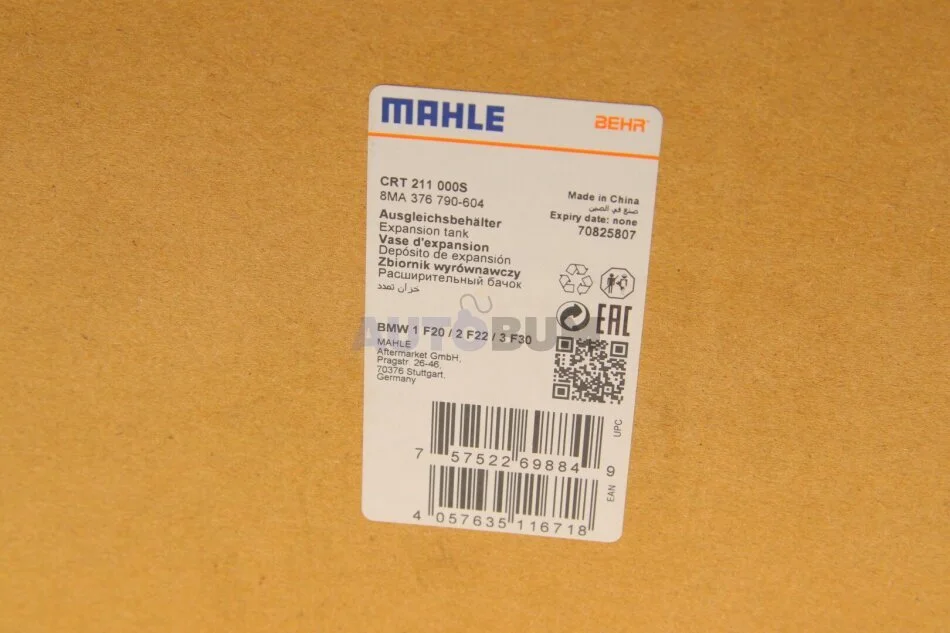 MAHLE
BEHR
CRT 211 000S
8MA 376 790-604
Made in China
صنع في الصين
Expiry date: none
70825807
Ausgleichsbehälter
Expansion tank
Vase d'expansion
Depósito de expansión
Zbiornik wyrównawczy
Расширительный бачок
خزان تمدد
EAC
BMW 1 F20 / 2 F22 / 3 F30
MAHLE
Aftermarket GmbH,
Pragstr. 26-46,
70376 Stuttgart,
Germany
UPC
7 57522 69884 9
EAN
4 057635 116718